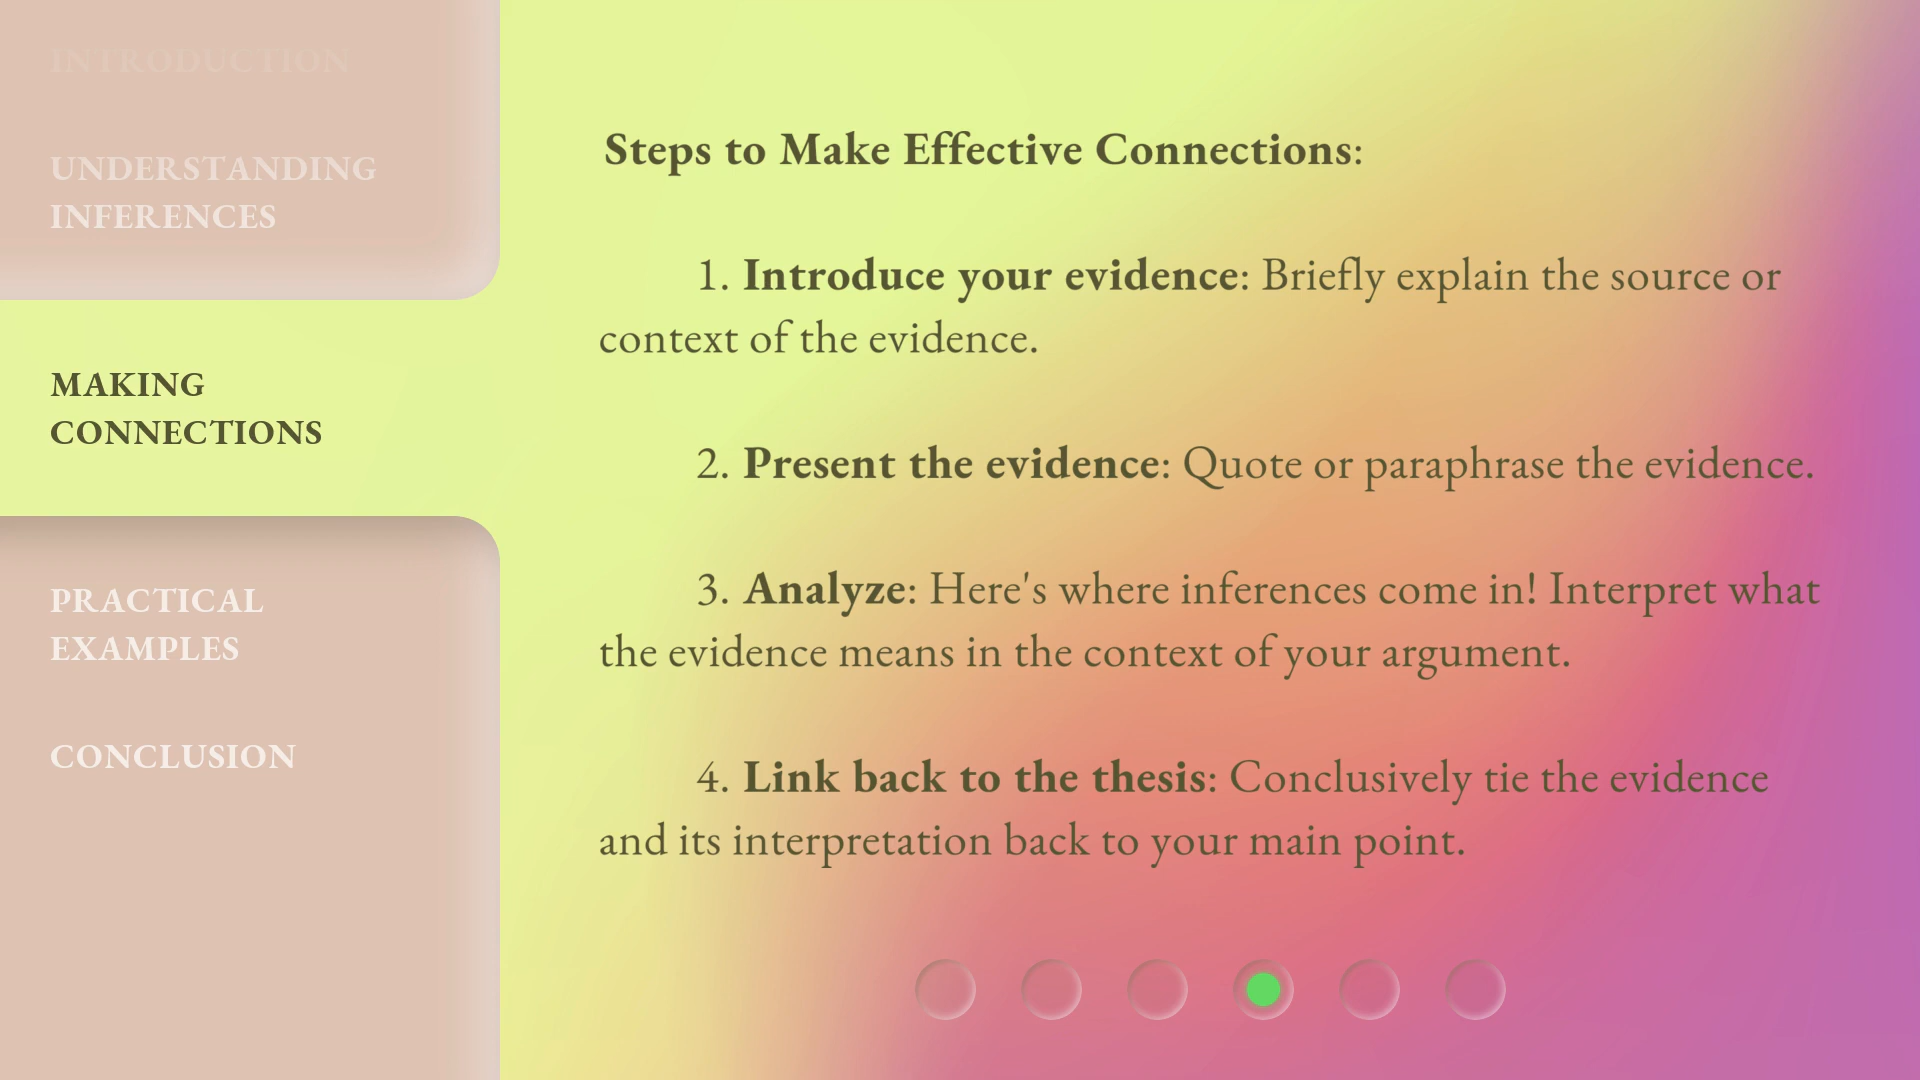 INTRODUCTION
UNDERSTANDING
INFERENCES
MAKING
CONNECTIONS
PRACTICAL
EXAMPLES
CONCLUSION
Steps to Make Effective Connections:
1. Introduce your evidence: Briefly explain the source or
context of the evidence.
2. Present the evidence: Quote or paraphrase the evidence.
3. Analyze: Here's where inferences come in! Interpret what
the evidence means in the context of your argument.
4. Link back to the thesis: Conclusively tie the evidence
and its interpretation back to your main point.